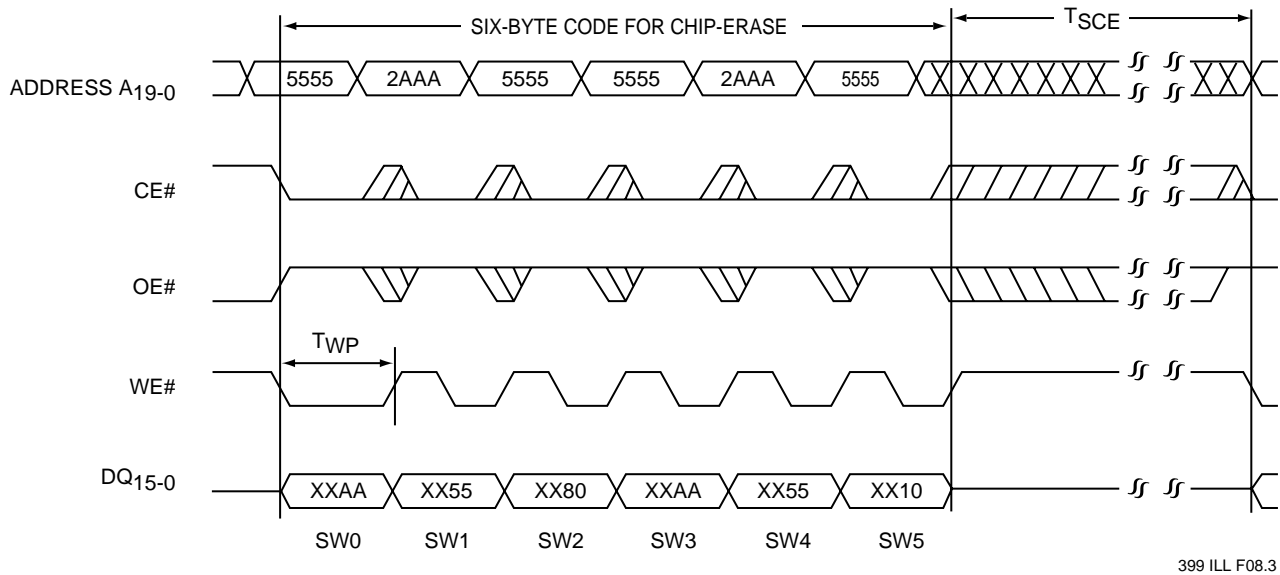 SIX-BYTE CODE FOR CHIP-ERASE
TSCE
ADDRESS A19-0
5555 2AAA 5555 5555 2AAA 5555
CE#
OE#
TWP
WE#
DQ15-0
XXAA XX55 XX80 XXAA XX55 XX10
SW0 SW1 SW2 SW3 SW4 SW5
399 ILL F08.3